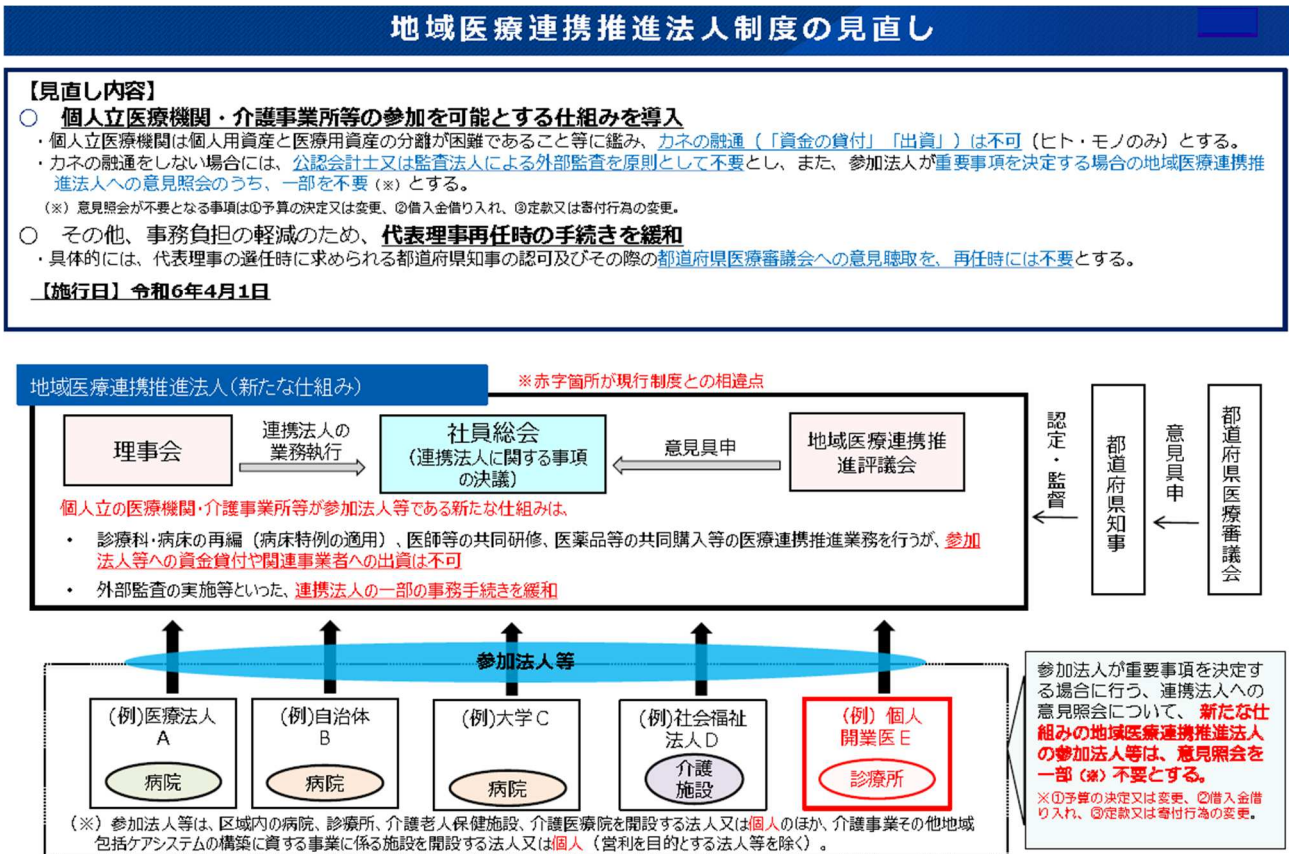 地域医療連携推進法人制度の見直し
【見直し内容】
○ 個人立医療機関・介護事業所等の参加を可能とする仕組みを導入
・個人立医療機関は個人用資産と医療用資産の分離が困難であること等に鑑み、カネの融通（「資金の貸付」「出資」）は不可（ヒト・モノのみ）とする。
・カネの融通をしない場合には、公認会計士又は監査法人による外部監査を原則として不要とし、また、参加法人が重要事項を決定する場合の地域医療連携推
進法人への意見照会のうち、一部を不要（※）とする。
（※）意見照会が不要となる事項は①予算の決定又は変更、②借入金借り入れ、③定款又は寄付行為の変更。
○ その他、事務負担の軽減のため、代表理事再任時の手続きを緩和
・具体的には、代表理事の選任時に求められる都道府県知事の認可及びその際の都道府県医療審議会への意見聴取を、再任時には不要とする。
【施行日】令和6年4月1日
地域医療連携推進法人（新たな仕組み）
※赤字箇所が現行制度との相違点
理事会
連携法人の
業務執行
社員総会
（連携法人に関する事項
の決議）
意見具申
地域医療連携推
進評議会
認定・監督
都道府県知事
意見具申
都道府県医療審議会
個人立の医療機関・介護事業所等が参加法人等である新たな仕組みは、
• 診療科・病床の再編（病床特例の適用）、医師等の共同研修、医薬品等の共同購入等の医療連携推進業務を行うが、参加
法人等への資金貸付や関連事業者への出資は不可
• 外部監査の実施等といった、連携法人の一部の事務手続きを緩和
参加法人等
（例）医療法人
A
病院
（例）自治体
B
病院
（例）大学C
病院
（例）社会福祉
法人D
介護
施設
（例）個人
開業医E
診療所
（※）参加法人等は、区域内の病院、診療所、介護老人保健施設、介護医療院を開設する法人又は個人のほか、介護事業その他地域
包括ケアシステムの構築に資する事業に係る施設を開設する法人又は個人（営利を目的とする法人等を除く）。
参加法人が重要事項を決定す
る場合に行う、連携法人への
意見照会について、新たな仕
組みの地域医療連携推進法人
の参加法人等は、意見照会を
一部（※）不要とする。
※①予算の決定又は変更、②借入金借
り入れ、③定款又は寄付行為の変更。